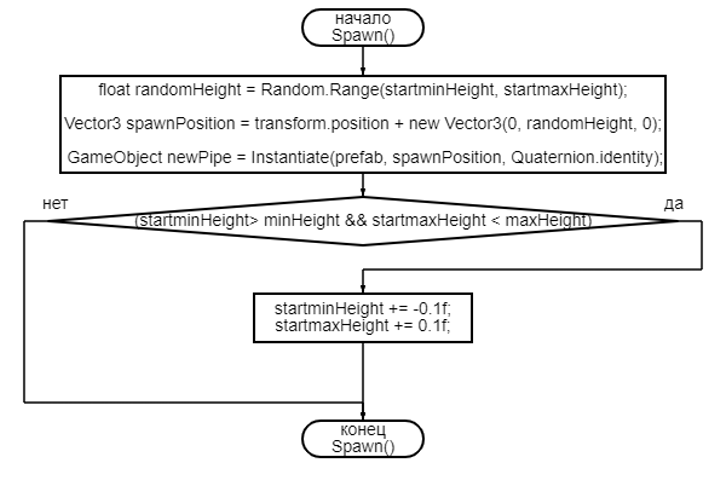 начало
Spawn()
float randomHeight = Random.Range(startminHeight, startmaxHeight);
Vector3 spawnPosition = transform.position + new Vector3(0, randomHeight, 0);
GameObject newPipe = Instantiate(prefab, spawnPosition, Quaternion.identity);
нет
да
(startminHeight> minHeight && startmaxHeight < maxHeight)
startminHeight += -0.1f;
startmaxHeight += 0.1f;
конец
Spawn()